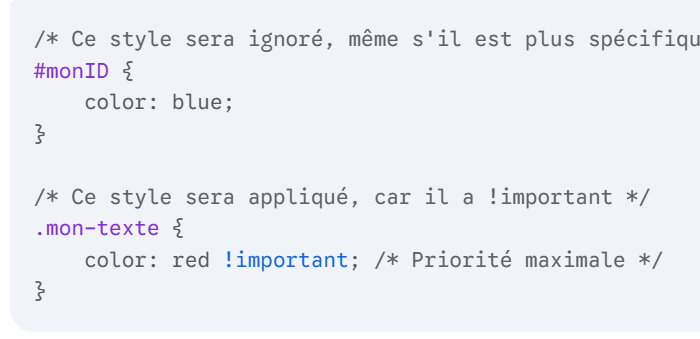 /* Ce style sera ignoré, même s'il est plus
#monID {
color: blue;
}
/* Ce style sera appliqué, car il a !important */
.mon-texte {
color: red !important; /* Priorité maximale */
}